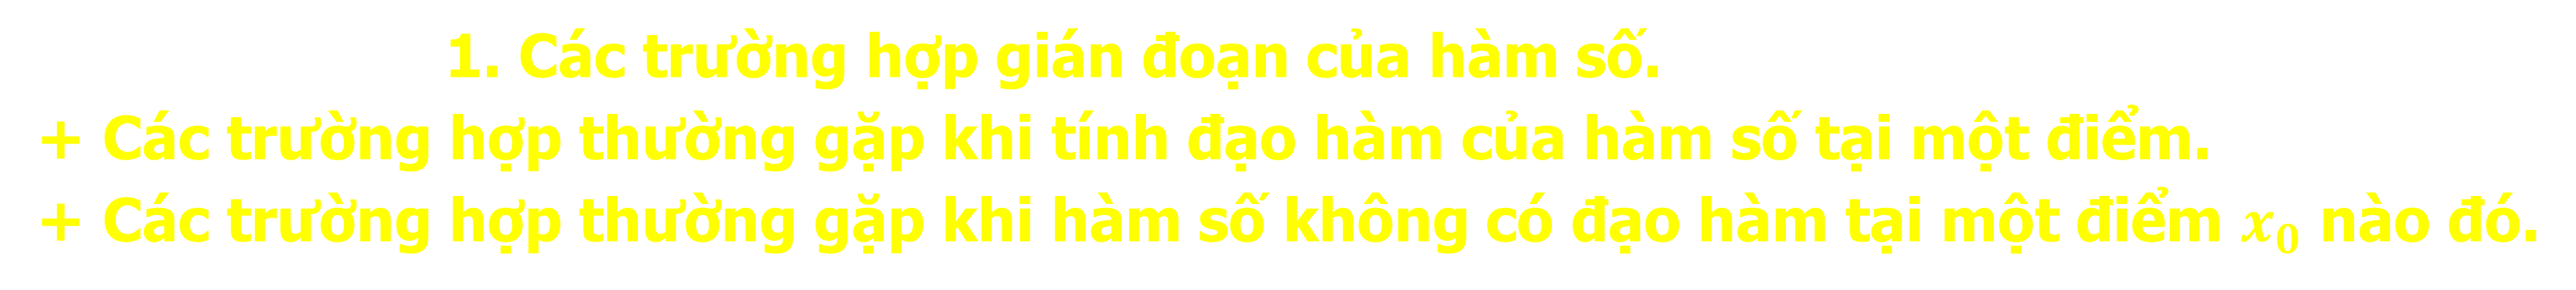 1. Các trường hợp gián đoạn của hàm số.
+ Các trường hợp thường gặp khi tính đạo hàm của hàm số tại một điểm.
+ Các trường hợp thường gặp khi hàm số không có đạo hàm tại một điểm x₀ nào đó.